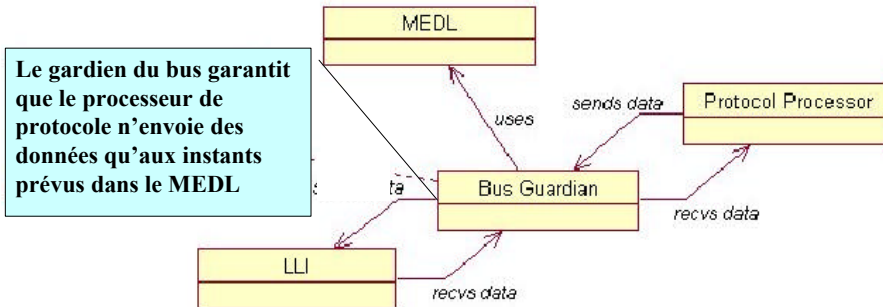 MEDL
Le gardien du bus garantit
que le processeur de
protocole n’envoie des
données qu’aux instants
prévus dans le MEDL
sends data
Protocol Processor
uses
Bus Guardian
recvs data
LLI
recvs data